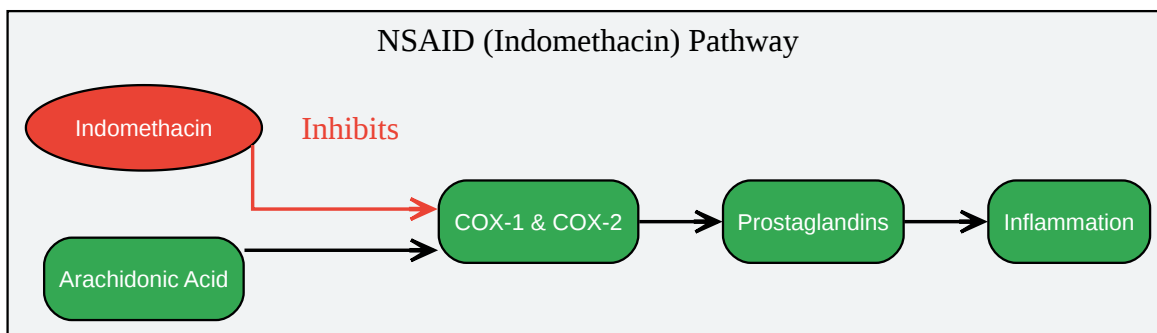 NSAID (Indomethacin) Pathway
Indomethacin
Inhibits
COX-1 & COX-2
Prostaglandins
Inflammation
Arachidonic Acid